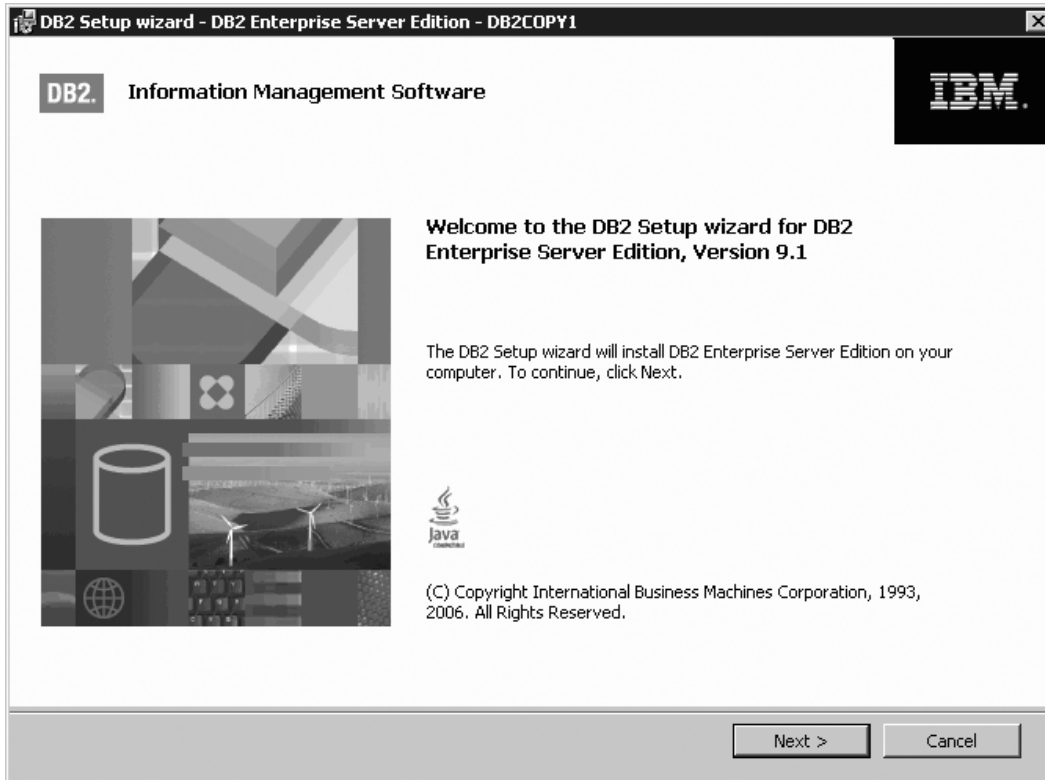 DB2 Setup wizard - DB2 Enterprise Server Edition - DB2COPY1
DB2.
Information Management Software
IBM.
Welcome to the DB2 Setup wizard for DB2
Enterprise Server Edition, Version 9.1
The DB2 Setup wizard will install DB2 Enterprise Server Edition on your
computer. To continue, click Next.
Java
COMPATIBLE
(C) Copyright International Business Machines Corporation, 1993,
2006. All Rights Reserved.
Next >
Cancel